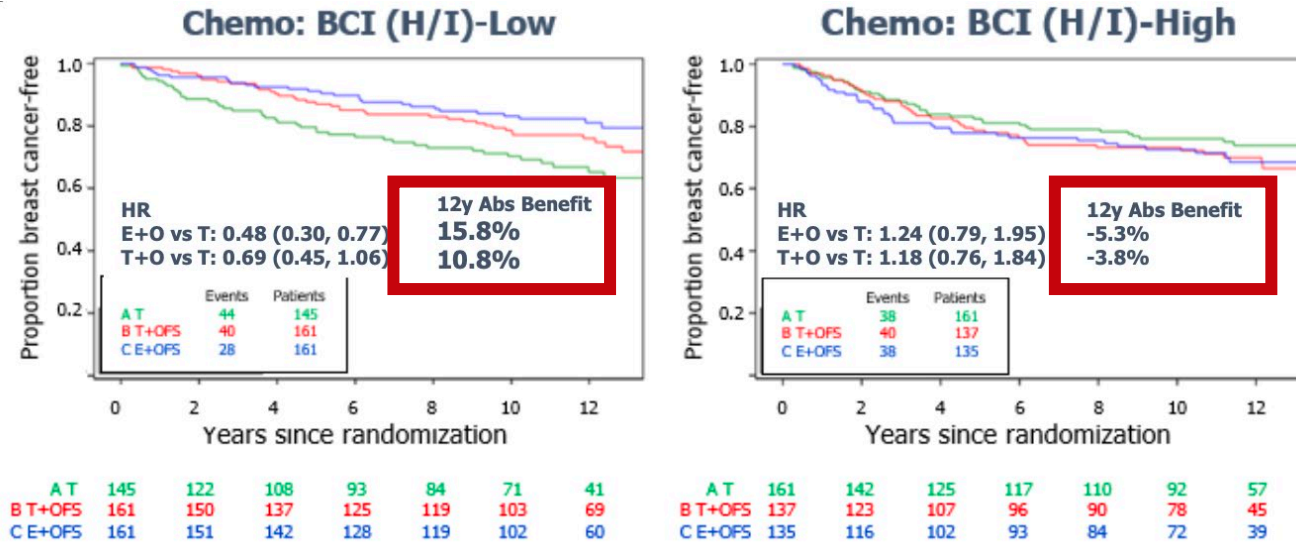 Chemo: BCI (H/I)-Low
Proportion breast cancer-free
1.0
0.8
0.6
0.4
0.2
HR
E+O vs T: 0.48 (0.30, 0.77)
T+O vs T: 0.69 (0.45, 1.06)
12y Abs Benefit
15.8%
10.8%
Events Patients
A T 44 145
B T+OFS 40 161
C E+OFS 28 161
0 2 4 6 8 10 12
Years since randomization
A T 145 122 108 93 84 71 41
B T+OFS 161 150 137 125 119 103 69
C E+OFS 161 151 142 128 119 102 60
Chemo: BCI (H/I)-High
Proportion breast cancer-free
1.0
0.8
0.6
0.4
0.2
HR
E+O vs T: 1.24 (0.79, 1.95)
T+O vs T: 1.18 (0.76, 1.84)
12y Abs Benefit
-5.3%
-3.8%
Events Patients
A T 38 161
B T+OFS 40 137
C E+OFS 38 135
0 2 4 6 8 10 12
Years since randomization
A T 161 142 125 117 110 92 57
B T+OFS 137 123 107 96 90 78 45
C E+OFS 135 116 102 93 84 72 39